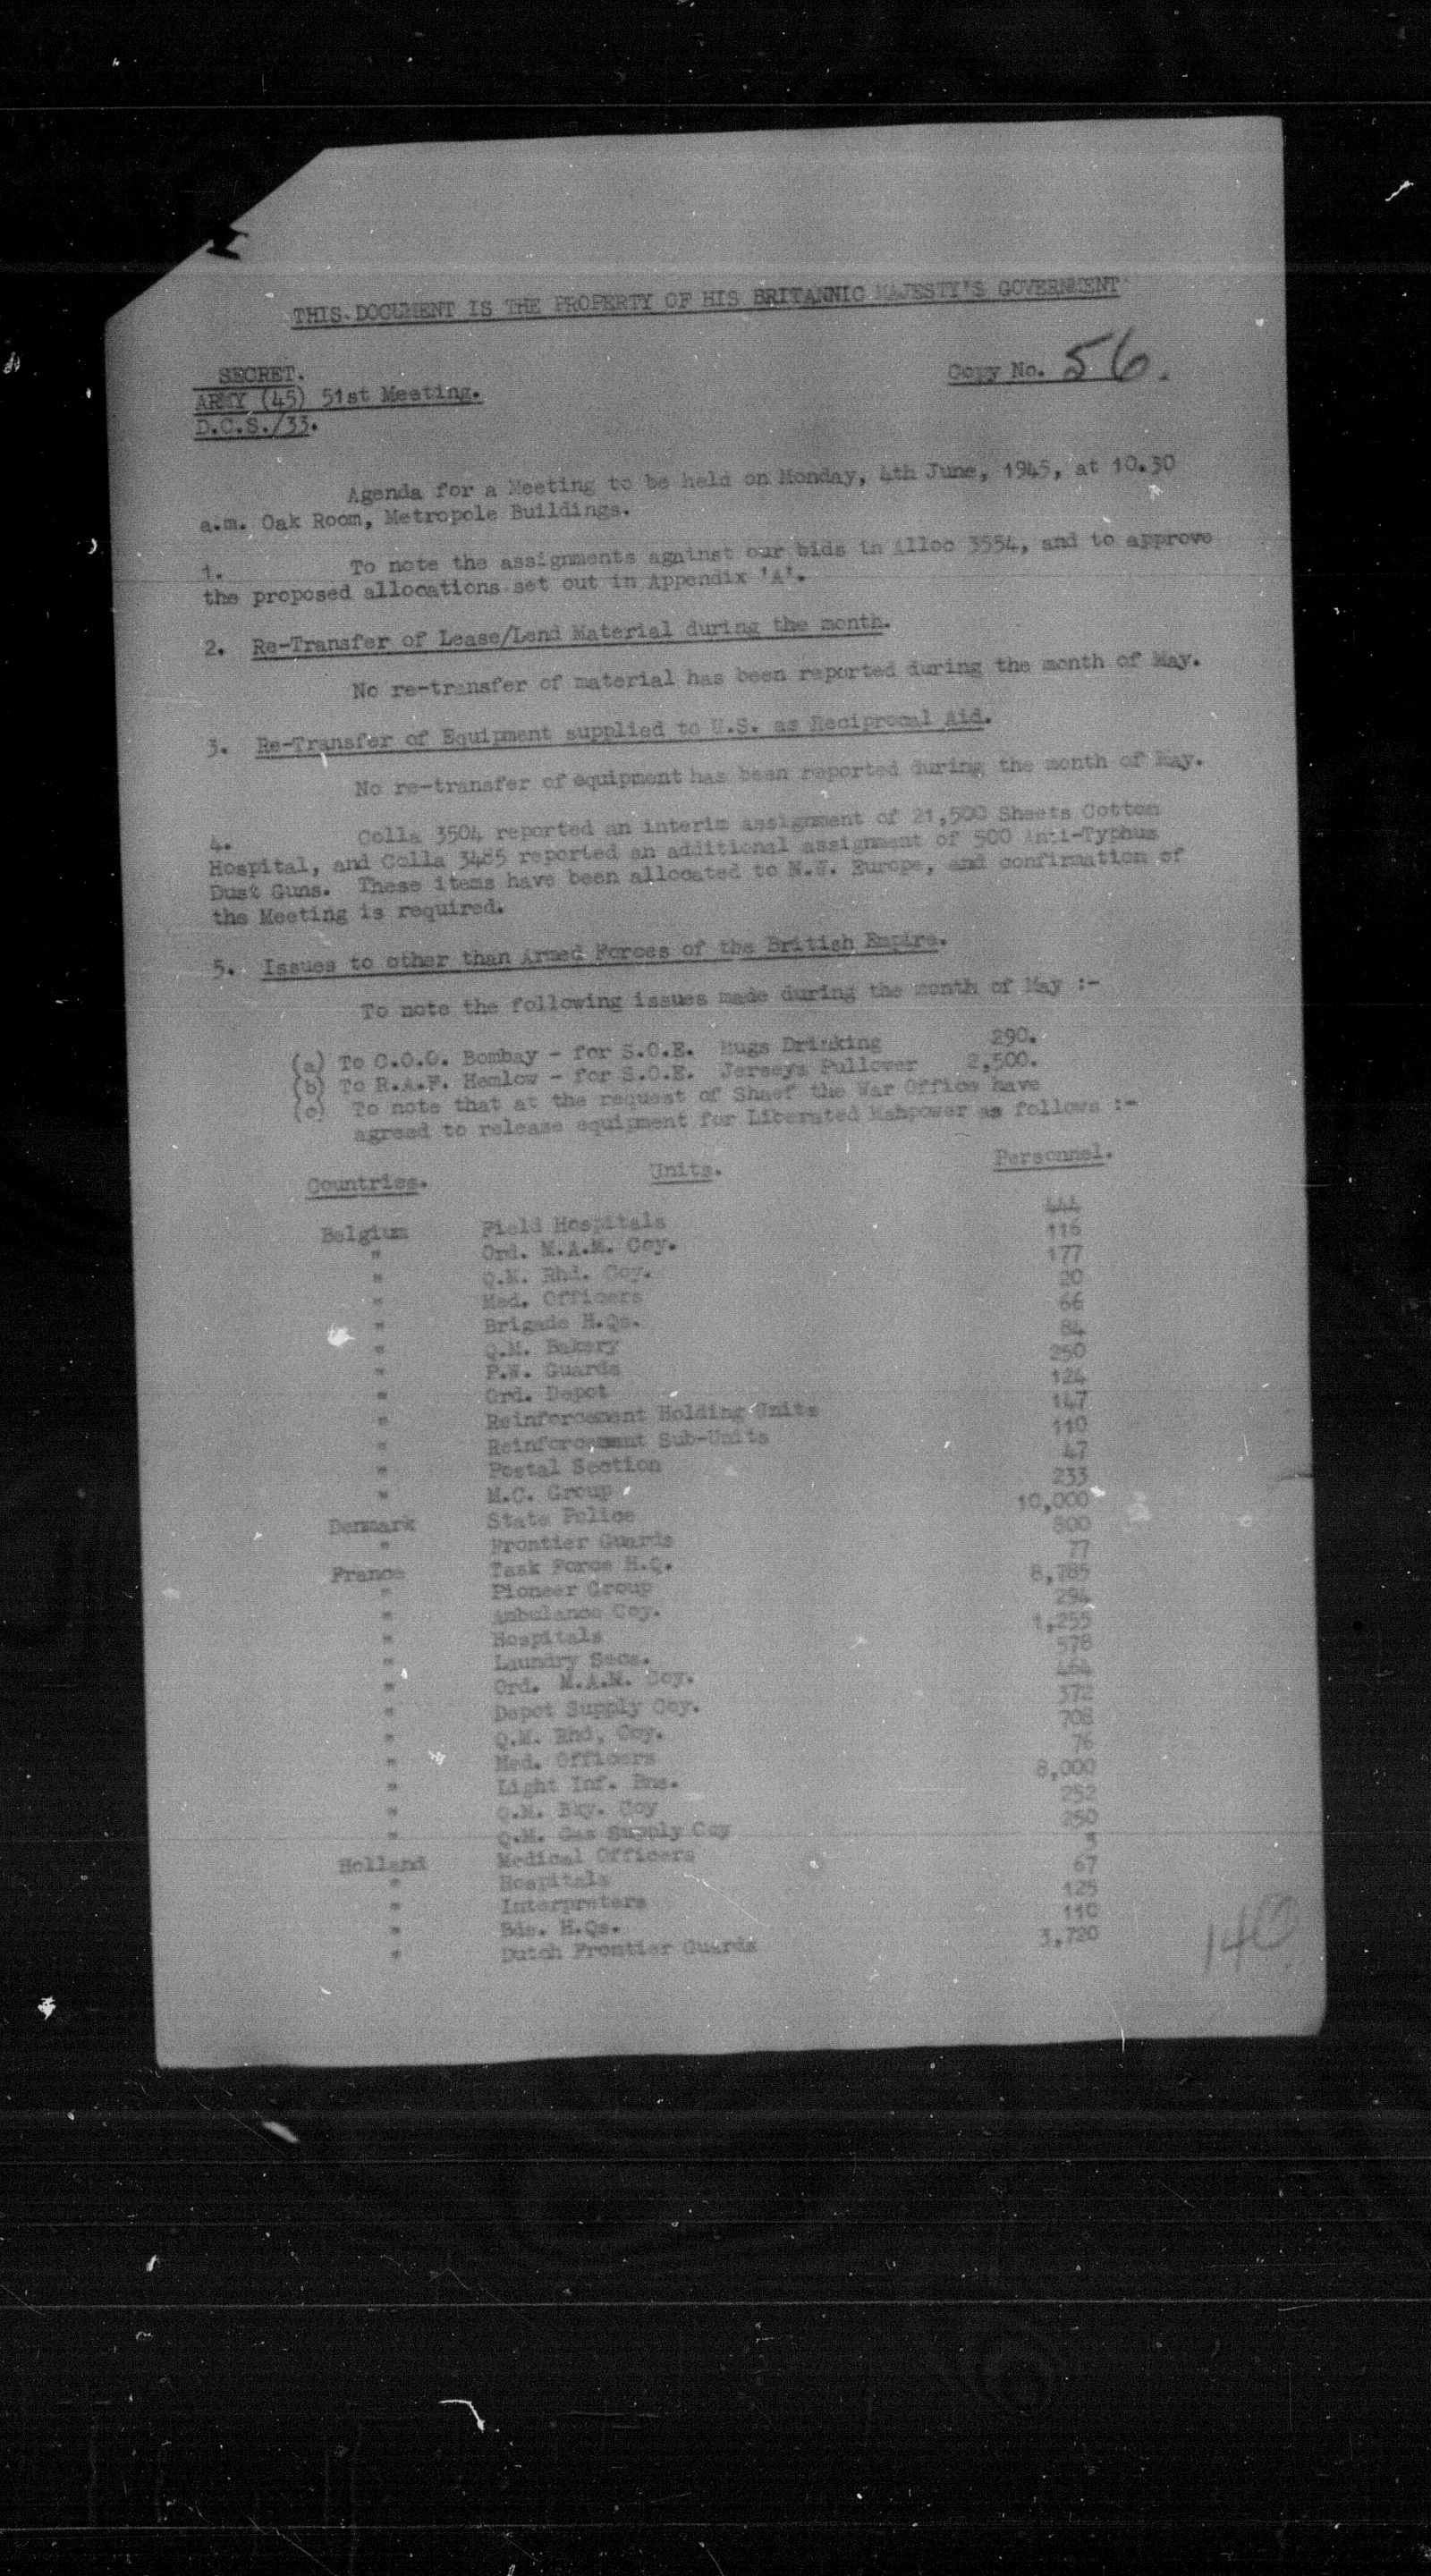 THIS DOCUMENT IS THE PROPERTY OF HIS BRITANNIC MAJESTY'S GOVERNMENT
SECRET.
Copy No. 56.
ARMY (45) 51st Meeting.
D.C.S./33.
Agenda for a Meeting to be held on Monday, 4th June, 1945, at 10.30
a.m. Oak Room, Metropole Buildings.
1. To note the assignments against our bids in Alloc 3554, and to approve
the proposed allocations set out in Appendix 'A'.
2. Re-Transfer of Lease/Lend Material during the month.
No re-transfer of material has been reported during the month of May.
3. Re-Transfer of Equipment supplied to U.S. as Reciprocal Aid.
No re-transfer of equipment has been reported during the month of May.
4. Colla 3504 reported an interim assignment of 21,500 Sheets Cotton
Hospital, and Colla 3485 reported an additional assignment of 500 Anti-Typhus
Dust Guns. These items have been allocated to N.W. Europe, and confirmation of
the Meeting is required.
5. Issues to other than Armed Forces of the British Empire.
To note the following issues made during the month of May :-
(a) To C.O.O. Bombay - for S.O.E. Mugs Drinking 290.
(b) To R.A.F. Hemlow - for S.O.E. Jerseys Pullover 2,500.
(c) To note that at the request of Shaef the War Office have
agreed to release equipment for Liberated Manpower as follows :-
Countries. Units. Personnel.
Belgium Field Hospitals 444
" Ord. M.A.M. Coy. 116
" Q.M. Rhd. Coy. 177
" Med. Officers 20
" Brigade H.Qs. 66
" Q.M. Bakery 84
" P.W. Guards 250
" Ord. Depot 124
" Reinforcement Holding Units 147
" Reinforcement Sub-Units 110
" Postal Section 47
" M.C. Group 233
Denmark State Police 10,000
" Frontier Guards 800
France Task Force H.Q. 77
" Pioneer Group 8,785
" Ambulance Coy. 294
" Hospitals 1,255
" Laundry Secs. 578
" Ord. M.A.M. Coy. 464
" Depot Supply Coy. 372
" Q.M. Rhd, Coy. 708
" Med. Officers 76
" Light Inf. Bns. 8,000
" Q.M. Bky. Coy 252
" Q.M. Gas Supply Coy 250
Holland Medical Officers
" Hospitals 67
" Interpreters 125
" Bde. H.Qs. 110
" Dutch Frontier Guards 3,720